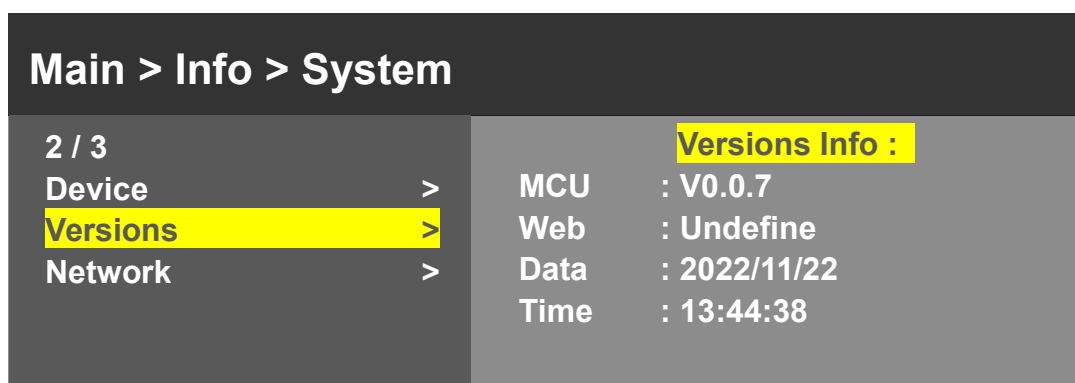 Main > Info > System
2 / 3
Device >
Versions >
Network >
Versions Info :
MCU : V0.0.7
Web : Undefine
Data : 2022/11/22
Time : 13:44:38